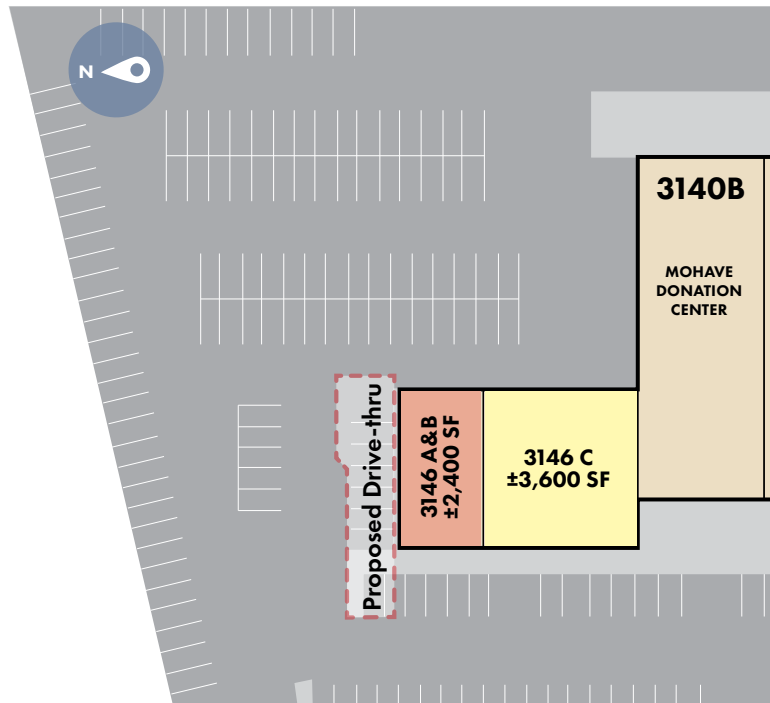 N
3140B
MOHAVE
DONATION
CENTER
Proposed Drive-thru
3146 A&B
±2,400 SF
3146 C
±3,600 SF